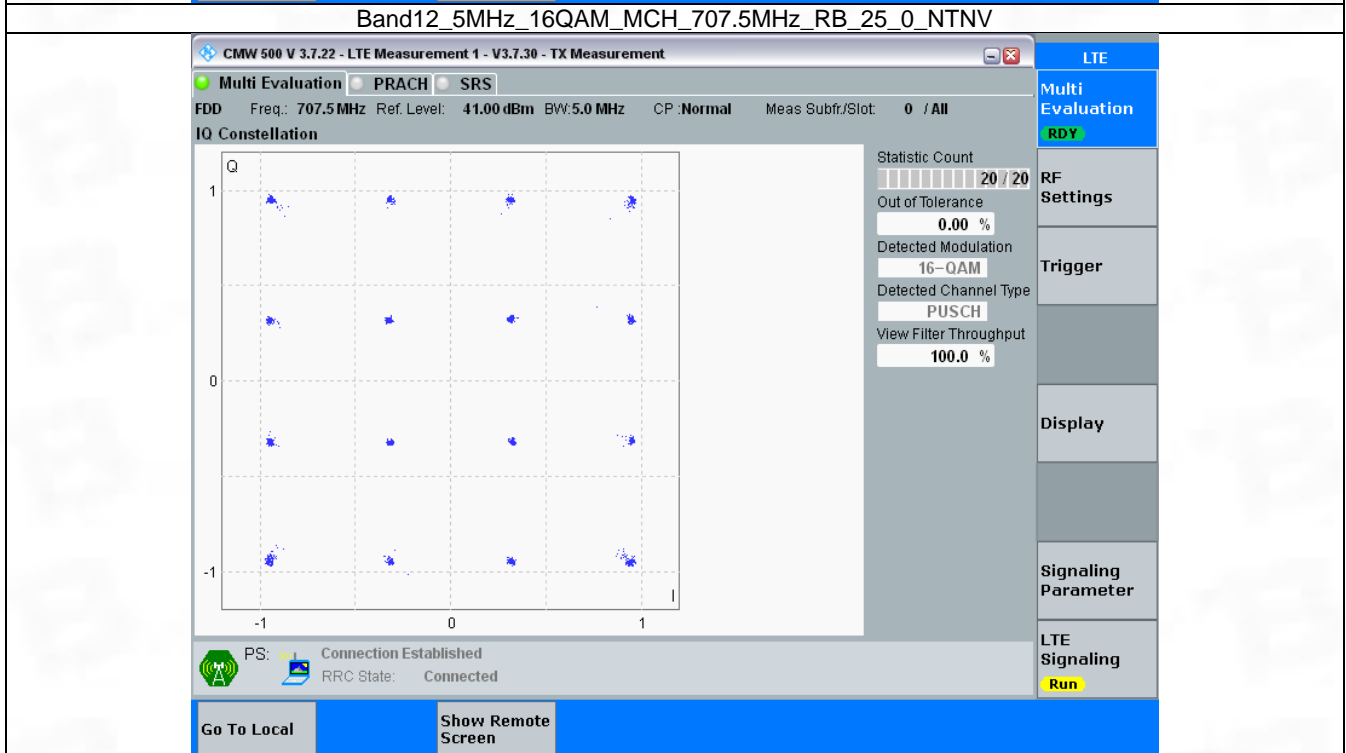 Band12_5MHz_16QAM_MCH_707.5MHz_RB_25_0_NTNV
CMW 500 V 3.7.22 - LTE Measurement 1 - V3.7.30 - TX Measurement
LTE
Multi Evaluation PRACH SRS
Multi
Evaluation
RDY
FDD Freq.: 707.5 MHz Ref. Level: 41.00 dBm BW:5.0 MHz CP :Normal Meas Subfr./Slot: 0 / All
IQ Constellation
Q
1
0
-1
I
-1 0 1
Statistic Count
20 / 20
Out of Tolerance
0.00 %
Detected Modulation
16-QAM
Detected Channel Type
PUSCH
View Filter Throughput
100.0 %
RF
Settings
Trigger
Display
Signaling
Parameter
LTE
Signaling
Run
PS: Connection Established
RRC State: Connected
A
Go To Local
Show Remote
Screen